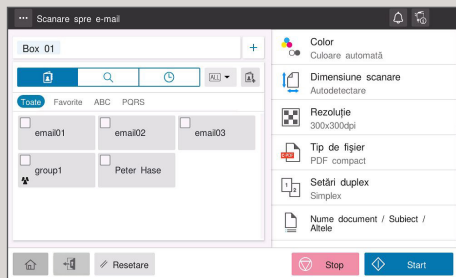 Scanare spre e-mail
Box 01
ALL
Toate Favorite ABC PQRS
email01 email02 email03
group1 Peter Hase
Color
Culoare automată
Dimensiune scanare
Autodetectare
Rezoluție
300x300dpi
Tip de fișier
PDF compact
Setări duplex
Simplex
Nume document / Subiect /
Altele
Resetare
Stop
Start